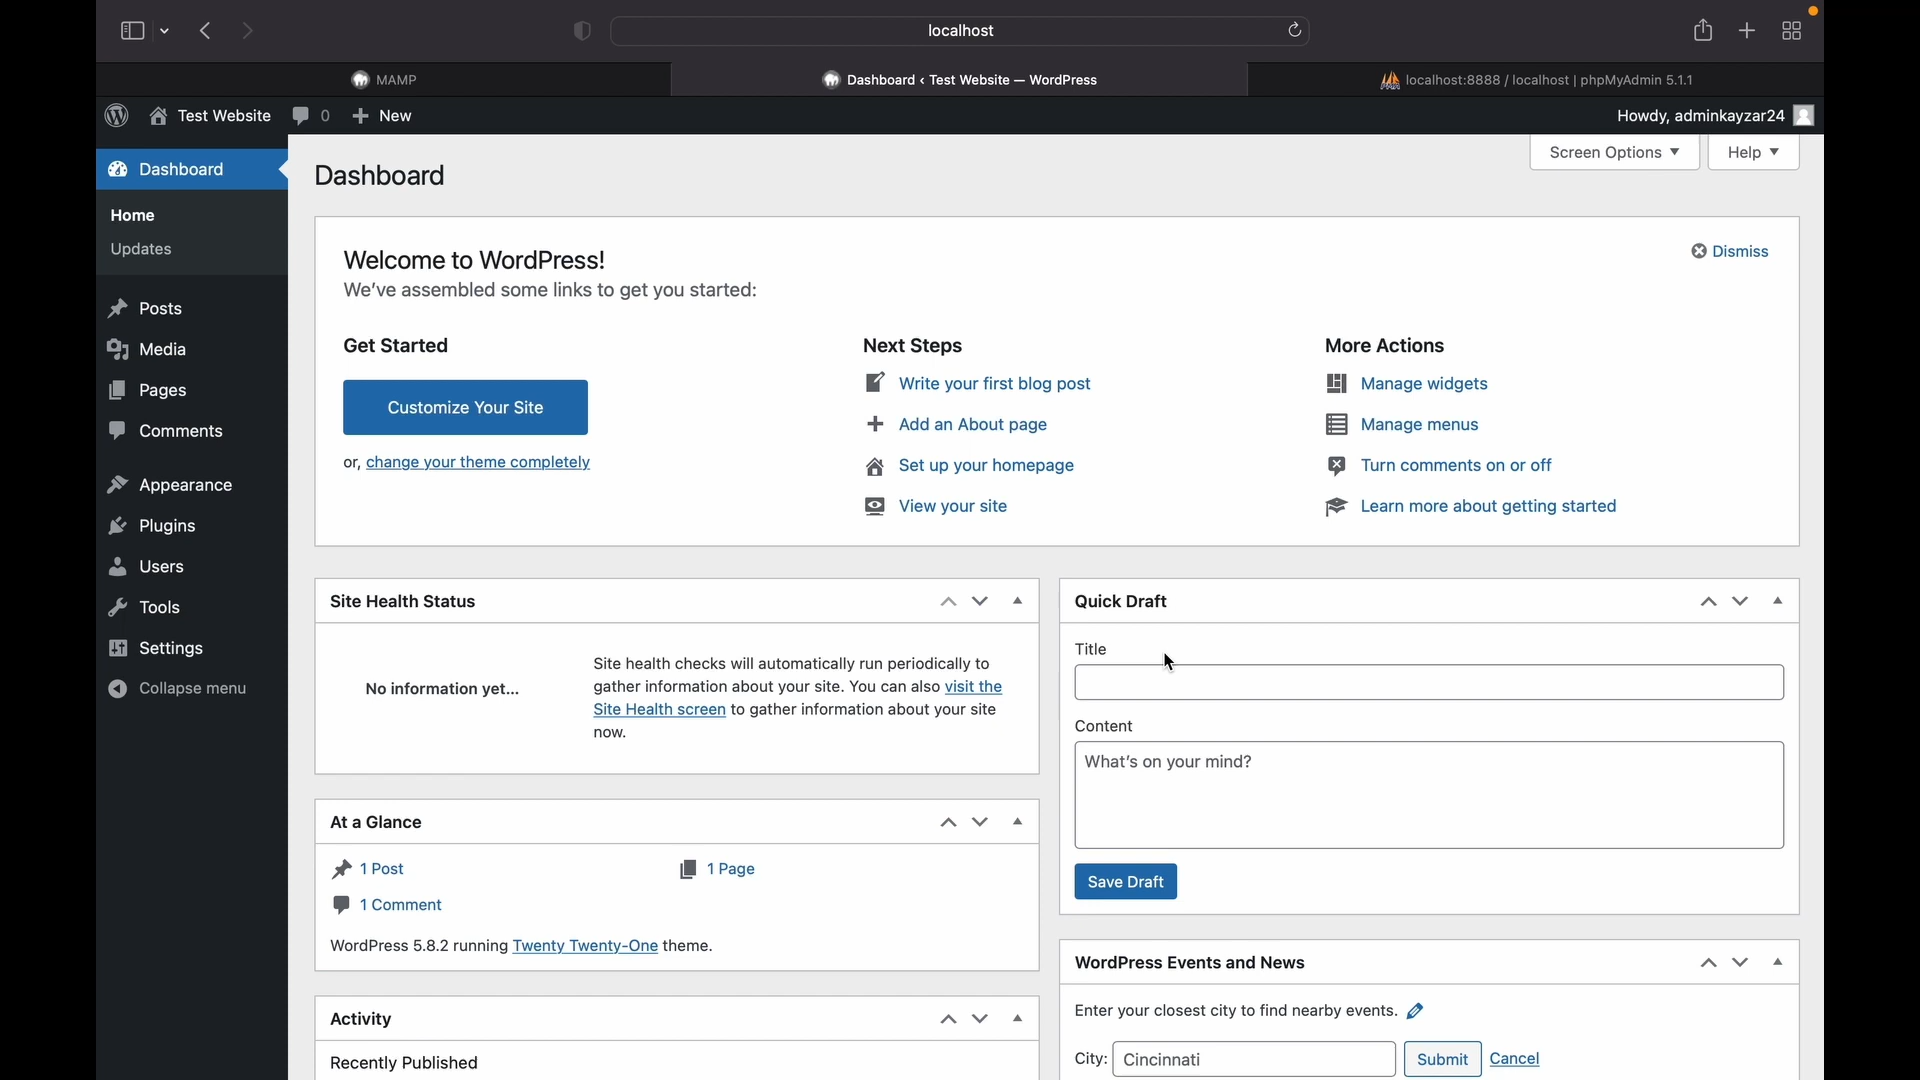 localhost
MAMP
Dashboard ‹ Test Website — WordPress
localhost:8888 / localhost | phpMyAdmin 5.1.1
Test Website
0
New
Howdy, adminkayzar24
Screen Options
Help
Dashboard
Home
Updates
Posts
Media
Pages
Comments
Appearance
Plugins
Users
Tools
Settings
Collapse menu
Dashboard
Welcome to WordPress!
We've assembled some links to get you started:
Dismiss
Get Started
Customize Your Site
or, change your theme completely
Next Steps
Write your first blog post
Add an About page
Set up your homepage
View your site
More Actions
Manage widgets
Manage menus
Turn comments on or off
Learn more about getting started
Site Health Status
No information yet...
Site health checks will automatically run periodically to
gather information about your site. You can also visit the
Site Health screen to gather information about your site
now.
At a Glance
1 Post
1 Page
1 Comment
WordPress 5.8.2 running Twenty Twenty-One theme.
Activity
Recently Published
Quick Draft
Title
Content
What's on your mind?
Save Draft
WordPress Events and News
Enter your closest city to find nearby events.
City: Cincinnati Submit Cancel